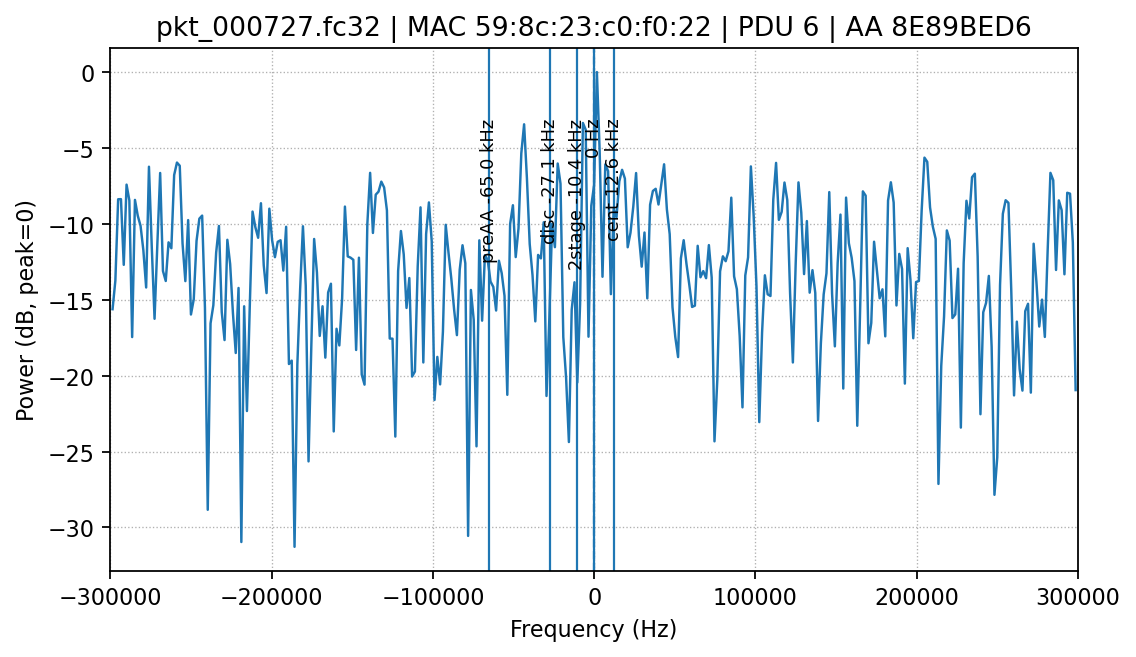 pkt_000727.fc32 | MAC 59:8c:23:c0:f0:22 | PDU 6 | AA 8E89BED6
Power (dB, peak=0)
0
−5
−10
−15
−20
−25
−30
preAA -65.0 kHz
disc -27.1 kHz
2stage -10.4 kHz
0 Hz
cent 12.6 kHz
−300000
−200000
−100000
0
100000
200000
300000
Frequency (Hz)